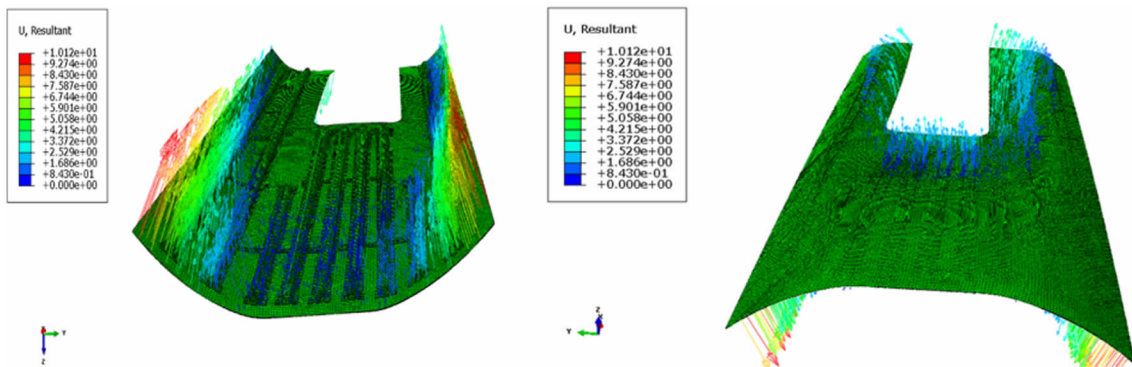 U, Resultant
+1.012e+01
+9.274e+00
+8.430e+00
+7.587e+00
+6.744e+00
+5.901e+00
+5.058e+00
+4.215e+00
+3.372e+00
+2.529e+00
+1.686e+00
+8.430e-01
+0.000e+00
Y
Z
U, Resultant
+1.012e+01
+9.274e+00
+8.430e+00
+7.587e+00
+6.744e+00
+5.901e+00
+5.058e+00
+4.215e+00
+3.372e+00
+2.529e+00
+1.686e+00
+8.430e-01
+0.000e+00
Z
Y